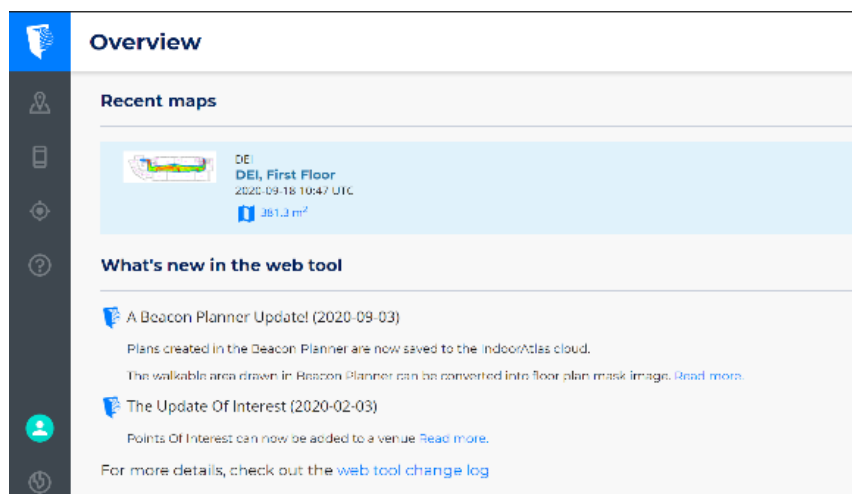 Overview
Recent maps
DEI
DEI, First Floor
2020-09-18 10:47 UTC
381.3 m²
What's new in the web tool
A Beacon Planner Update! (2020-09-03)
Plans created in the Beacon Planner are now saved to the IndoorAtlas cloud.
The walkable area drawn in Beacon Planner can be converted into floor plan mask image. Read more.
The Update Of Interest (2020-02-03)
Points Of Interest can now be added to a venue Read more.
For more details, check out the web tool change log